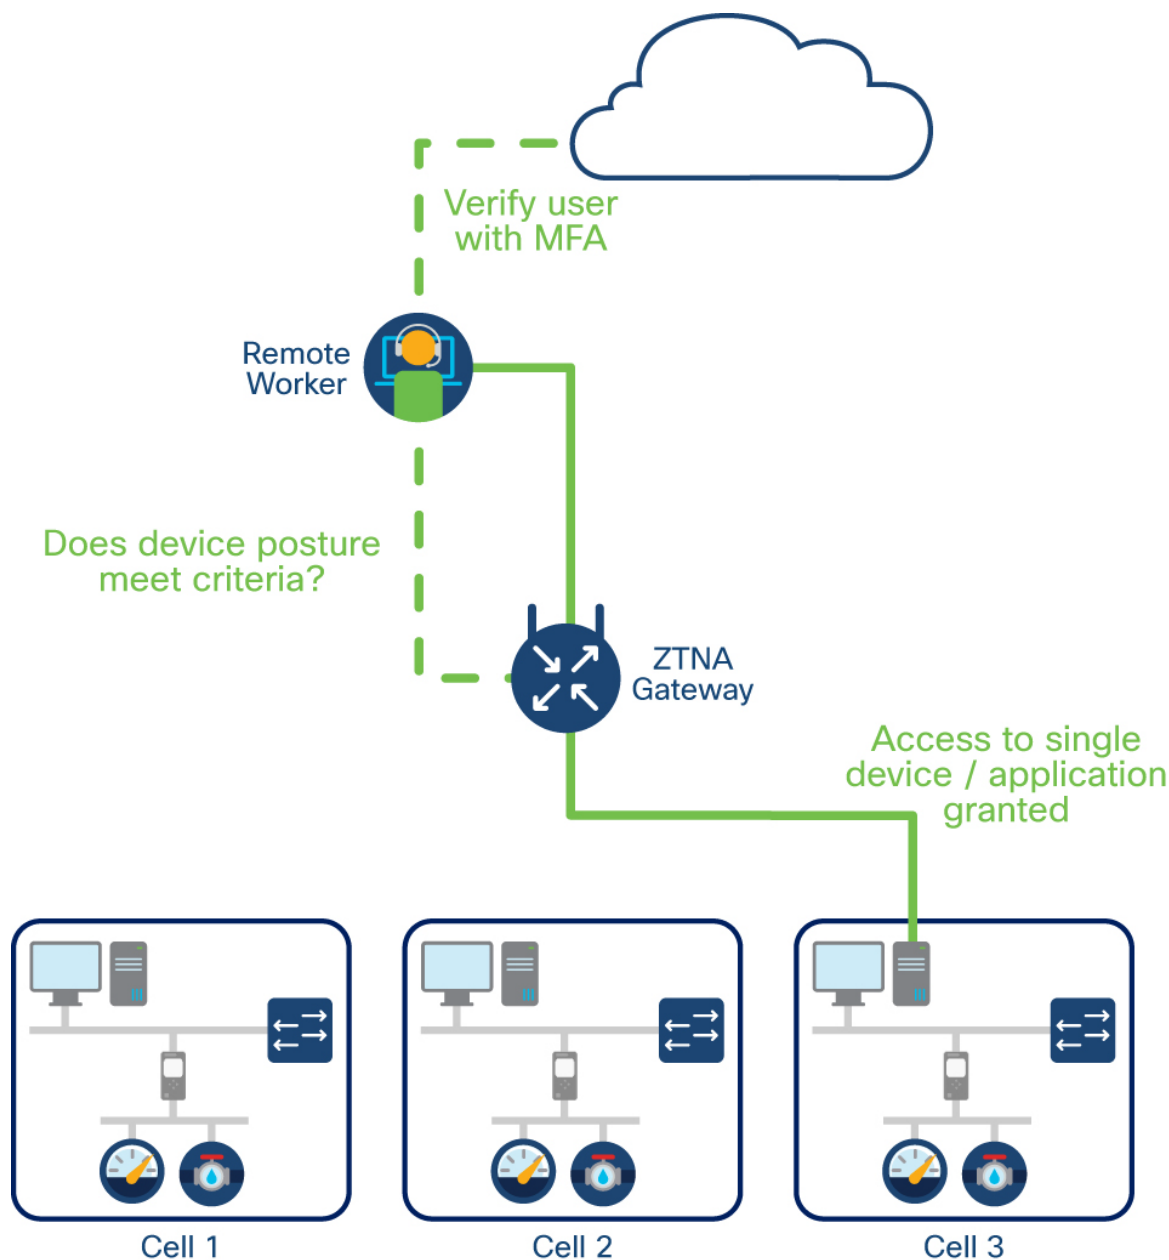 Verify user
with MFA
Remote
Worker
Does device posture
meet criteria?
ZTNA
Gateway
Access to single
device / application
granted
Cell 1
Cell 2
Cell 3